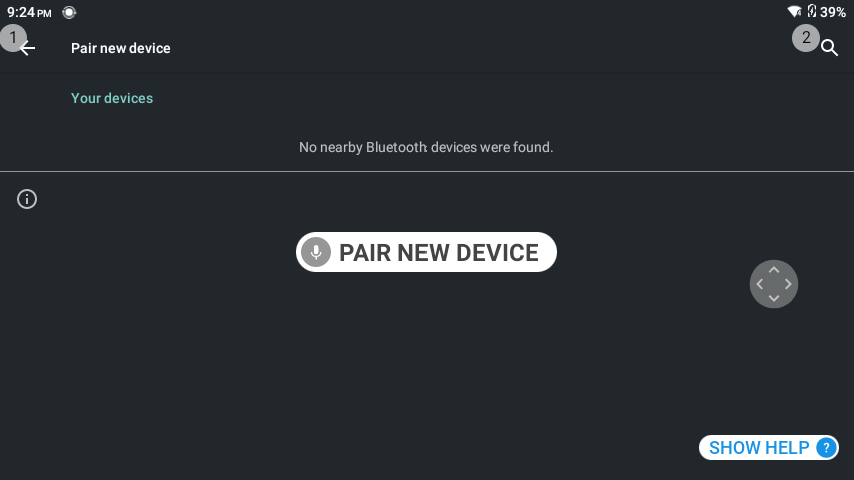 9:24 PM 39%
1 Pair new device 2
Your devices
No nearby Bluetooth devices were found.
PAIR NEW DEVICE
SHOW HELP ?